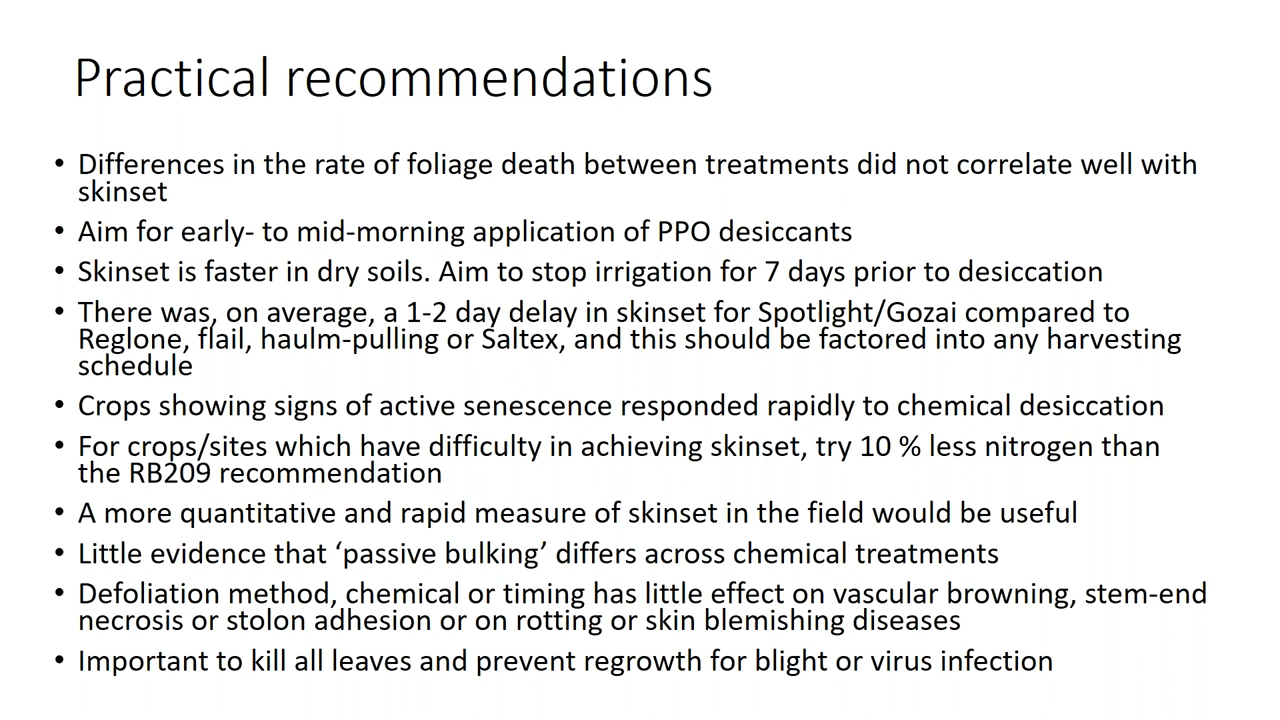 Practical recommendations
• Differences in the rate of foliage death between treatments did not correlate well with
skinset
• Aim for early- to mid-morning application of PPO desiccants
• Skinset is faster in dry soils. Aim to stop irrigation for 7 days prior to desiccation
• There was, on average, a 1-2 day delay in skinset for Spotlight/Gozai compared to
Reglone, flail, haulm-pulling or Saltex, and this should be factored into any harvesting
schedule
• Crops showing signs of active senescence responded rapidly to chemical desiccation
• For crops/sites which have difficulty in achieving skinset, try 10 % less nitrogen than
the RB209 recommendation
• A more quantitative and rapid measure of skinset in the field would be useful
• Little evidence that ‘passive bulking’ differs across chemical treatments
• Defoliation method, chemical or timing has little effect on vascular browning, stem-end
necrosis or stolon adhesion or on rotting or skin blemishing diseases
• Important to kill all leaves and prevent regrowth for blight or virus infection